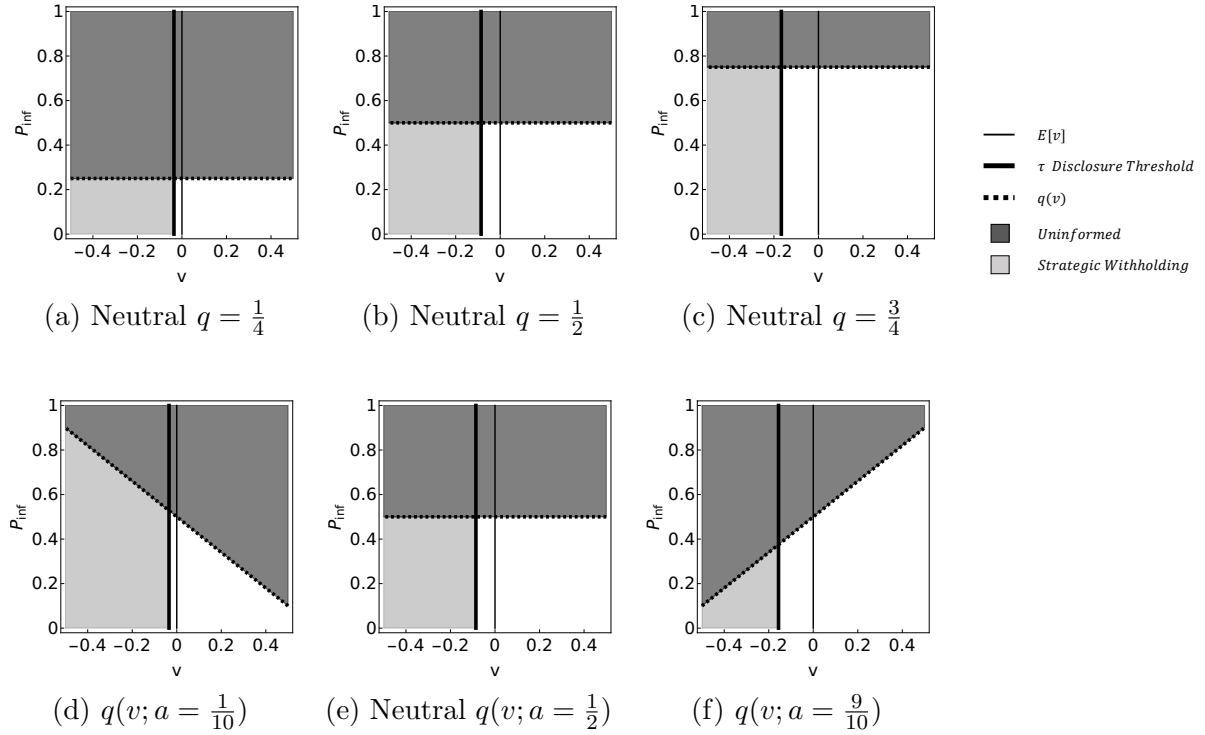 1
0.8
0.6
0.4
0.2
0
P_inf
−0.4 −0.2 0 0.2 0.4
v
(a) Neutral q = 1/4
1
0.8
0.6
0.4
0.2
0
P_inf
−0.4 −0.2 0 0.2 0.4
v
(b) Neutral q = 1/2
1
0.8
0.6
0.4
0.2
0
P_inf
−0.4 −0.2 0 0.2 0.4
v
(c) Neutral q = 3/4
E[v]
τ Disclosure Threshold
q(v)
Uninformed
Strategic Withholding
1
0.8
0.6
0.4
0.2
0
P_inf
−0.4 −0.2 0 0.2 0.4
v
(d) q(v; a = 1/10)
1
0.8
0.6
0.4
0.2
0
P_inf
−0.4 −0.2 0 0.2 0.4
v
(e) Neutral q(v; a = 1/2)
1
0.8
0.6
0.4
0.2
0
P_inf
−0.4 −0.2 0 0.2 0.4
v
(f) q(v; a = 9/10)